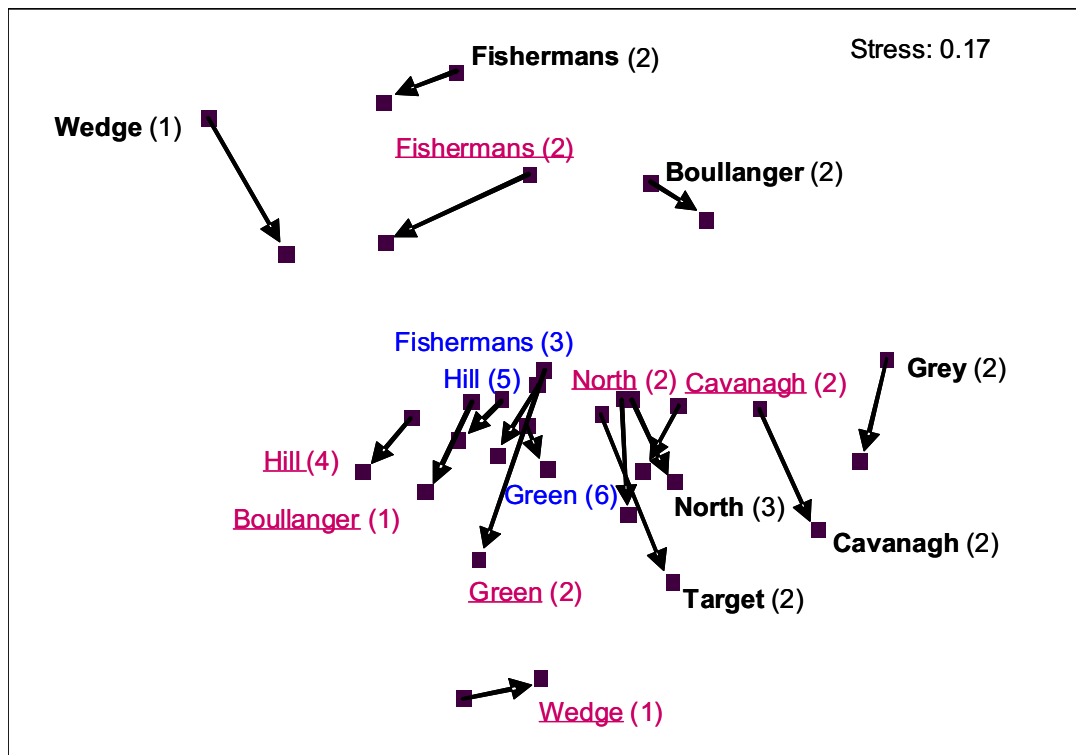 Fishermans (2)
Stress: 0.17
Wedge (1)
Fishermans (2)
Boullanger (2)
Fishermans (3)
Hill (5)
North (2)
Cavanagh (2)
Grey (2)
Hill (4)
Green (6)
North (3)
Boullanger (1)
Cavanagh (2)
Green (2)
Target (2)
Wedge (1)